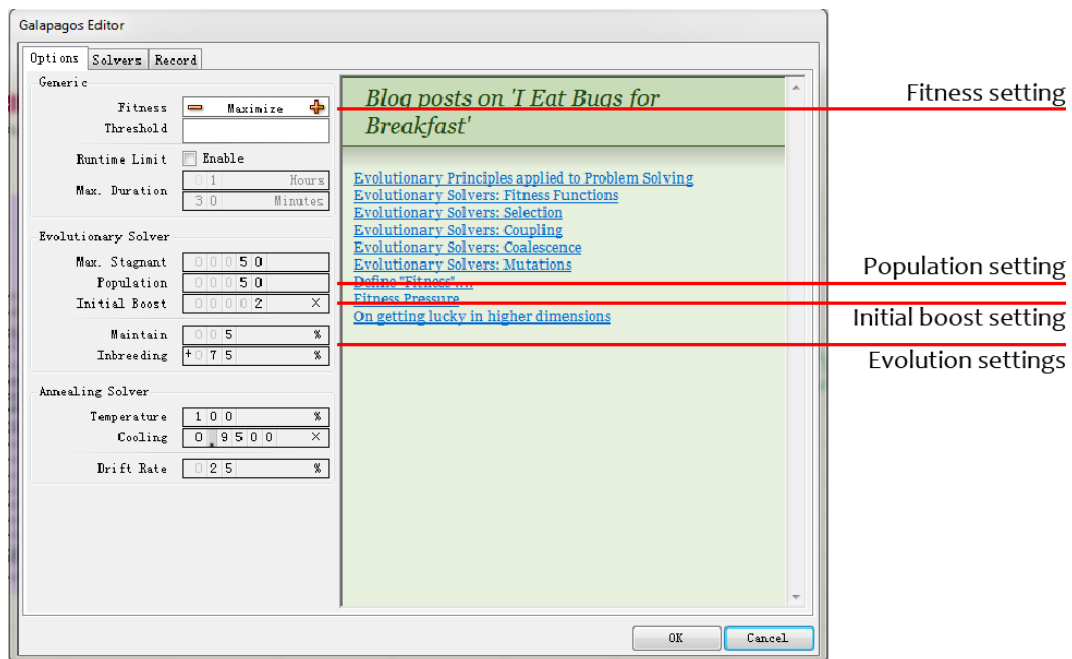 Galapagos Editor
Options Solvers Record
Generic
Fitness Maximize
Threshold
Runtime Limit Enable
Max. Duration 01 Hours
30 Minutes
Evolutionary Solver
Max. Stagnant 00050
Population 00050
Initial Boost 00002 ×
Maintain 005 %
Inbreeding +075 %
Annealing Solver
Temperature 100 %
Cooling 0.9500 ×
Drift Rate 025 %
Blog posts on 'I Eat Bugs for
Breakfast'
Evolutionary Principles applied to Problem Solving
Evolutionary Solvers: Fitness Functions
Evolutionary Solvers: Selection
Evolutionary Solvers: Coupling
Evolutionary Solvers: Coalescence
Evolutionary Solvers: Mutations
Define "Fitness"....
Fitness Pressure
On getting lucky in higher dimensions
OK Cancel
Fitness setting
Population setting
Initial boost setting
Evolution settings